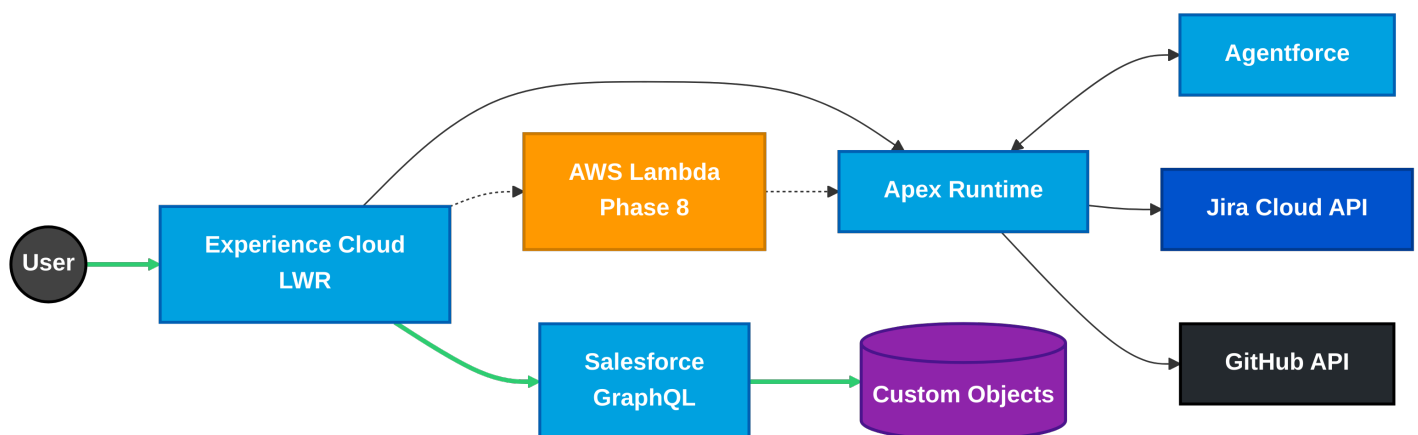 User
Experience Cloud
LWR
AWS Lambda
Phase 8
Salesforce
GraphQL
Apex Runtime
Custom Objects
Agentforce
Jira Cloud API
GitHub API